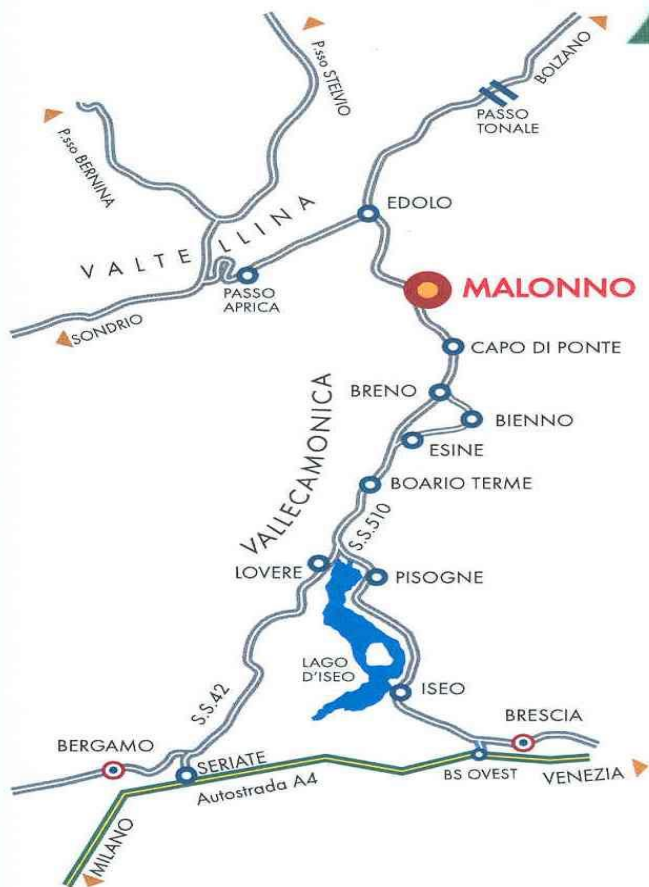 P.sso STELVIO
BOLZANO
P.sso BERNINA
PASSO
TONALE
EDOLO
VALTELLINA
PASSO
APRICA
MALONNO
SONDRIO
CAPO DI PONTE
BRENO
BIENNO
VALLECAMONICA
ESINE
BOARIO TERME
S.S.510
LOVERE
PISOGNE
LAGO
D'ISEO
ISEO
S.S.42
BRESCIA
BERGAMO
SERIATE
BS OVEST
VENEZIA
Autostrada A4
MILANO